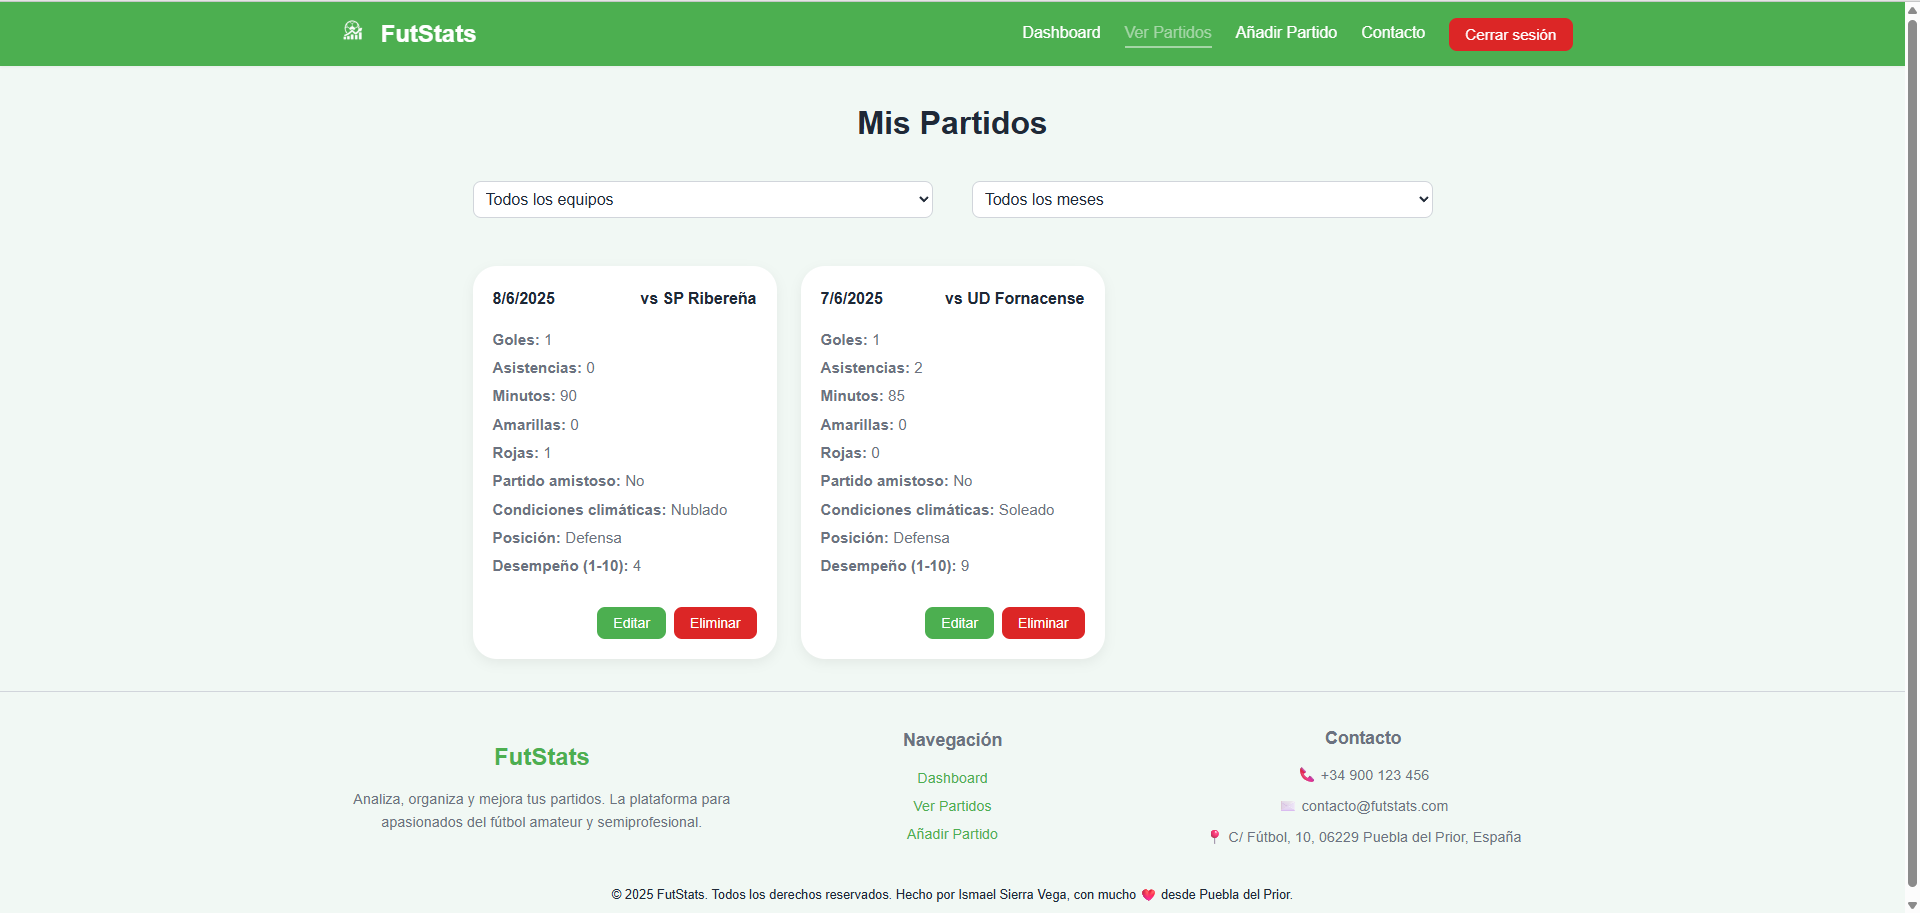 FutStats
Dashboard
Ver Partidos
Añadir Partido
Contacto
Cerrar sesión
Mis Partidos
Todos los equipos
Todos los meses
8/6/2025 vs SP Ribereña
Goles: 1
Asistencias: 0
Minutos: 90
Amarillas: 0
Rojas: 1
Partido amistoso: No
Condiciones climáticas: Nublado
Posición: Defensa
Desempeño (1-10): 4
Editar
Eliminar
7/6/2025 vs UD Fornacense
Goles: 1
Asistencias: 2
Minutos: 85
Amarillas: 0
Rojas: 0
Partido amistoso: No
Condiciones climáticas: Soleado
Posición: Defensa
Desempeño (1-10): 9
Editar
Eliminar
FutStats
Analiza, organiza y mejora tus partidos. La plataforma para
apasionados del fútbol amateur y semiprofesional.
Navegación
Dashboard
Ver Partidos
Añadir Partido
Contacto
+34 900 123 456
contacto@futstats.com
C/ Fútbol, 10, 06229 Puebla del Prior, España
© 2025 FutStats. Todos los derechos reservados. Hecho por Ismael Sierra Vega, con mucho ❤️ desde Puebla del Prior.